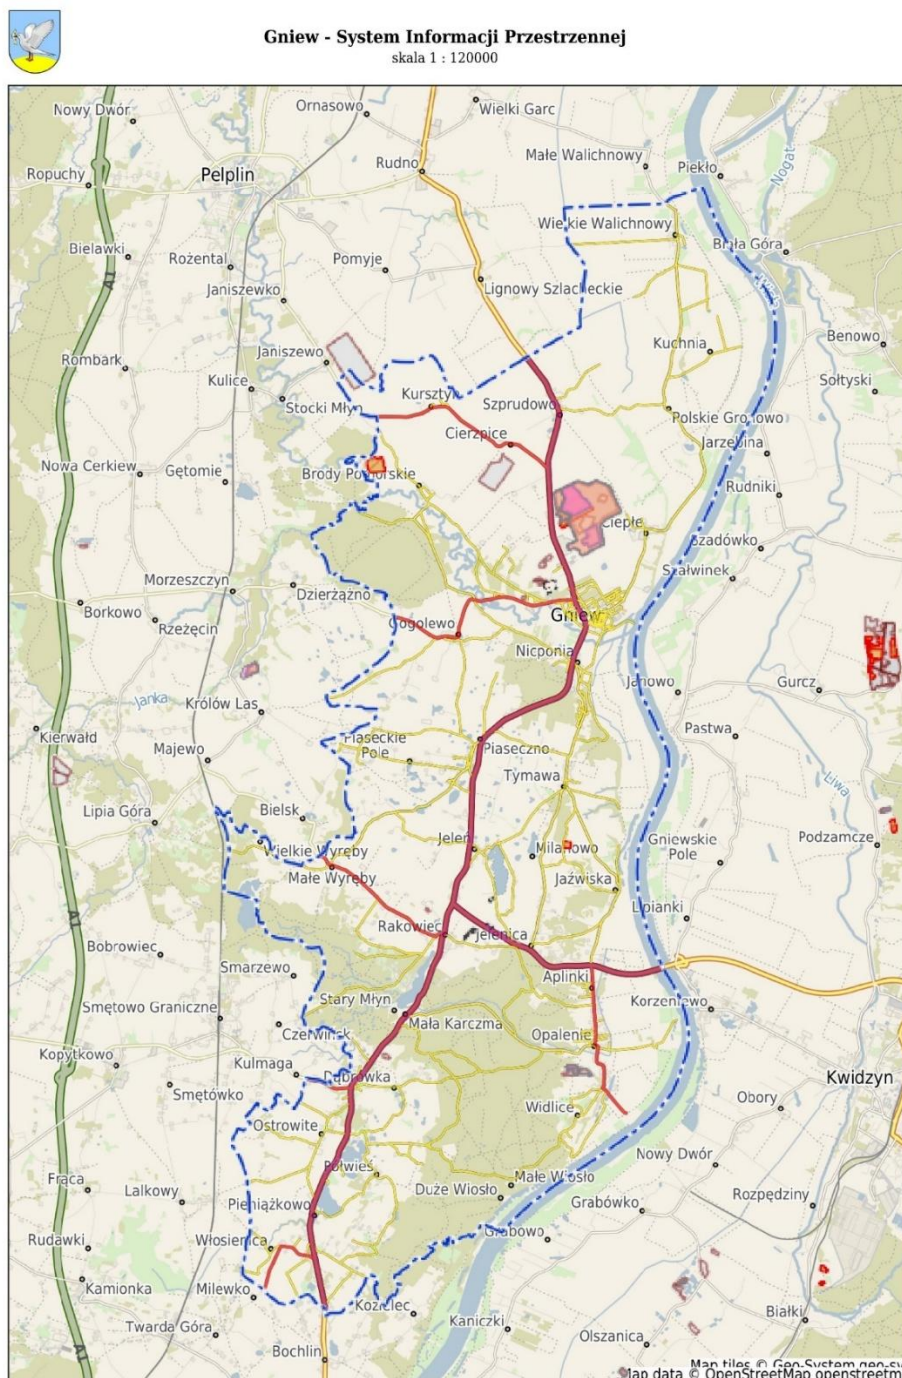 Gniew - System Informacji Przestrzennej
skala 1 : 120000
Nowy Dwór
Ornasowo
Wielki Garc
Ropuchy
Pelplin
Rudno
Małe Walichnowy
Piekło
Nogat
Wielkie Walichnowy
Bielawki
Rożental
Pomyje
Biała Góra
A1
Janiszewko
Lignowy Szlacheckie
Rombark
Janiszewo
Kuchnia
Benowo
Kulice
Sołtyski
Stocki Młyn
Kursztyn
Szprudowo
Polskie Gronowo
Cierzpice
Jarzębina
Nowa Cerkiew
Gętomie
Brody Pomorskie
Rudniki
Ciepłe
Szadówko
Morzeszczyn
Dzierżążno
Szałwinek
Borkowo
Rzeżęcin
Gogolewo
Gniew
Nicponia
Janka
Królów Las
Janowo
Gurcz
Kierwałd
Majewo
Piaseckie
Pole
Piaseczno
Pastwa
Tymawa
Liwa
Lipia Góra
Bielsk
Jeleń
Milanowo
Gniewskie
Pole
Podzamcze
Wielkie Wyręby
Małe Wyręby
Jaźwiska
A1
Rakowiec
Jelenica
Lipianki
Bobrowiec
Smarzewo
Aplinki
Smętowo Graniczne
Stary Młyn
Mała Karczma
Korzeniewo
Czerwińsk
Opalenie
Kopytkowo
Kulmaga
Dąbrówka
Kwidzyn
Smętówko
Widlice
Obory
Ostrowite
Nowy Dwór
Frąca
Lalkowy
Półwieś
Małe Wiosło
Duże Wiosło
Rozpędziny
Pieniążkowo
Grabówko
Rudawki
Włosienica
Grabowo
Kamionka
Milewko
Kozielec
Kaniczki
Białki
Twarda Góra
Olszanica
Bochlin
A1
Map tiles © Geo-System geo-sy
Map data © OpenStreetMap openstreetm